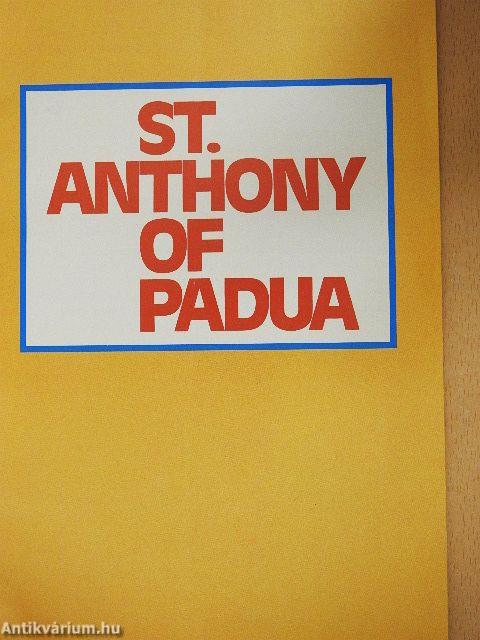 ST.
ANTHONY
OF
PADUA
Antikvárium.hu